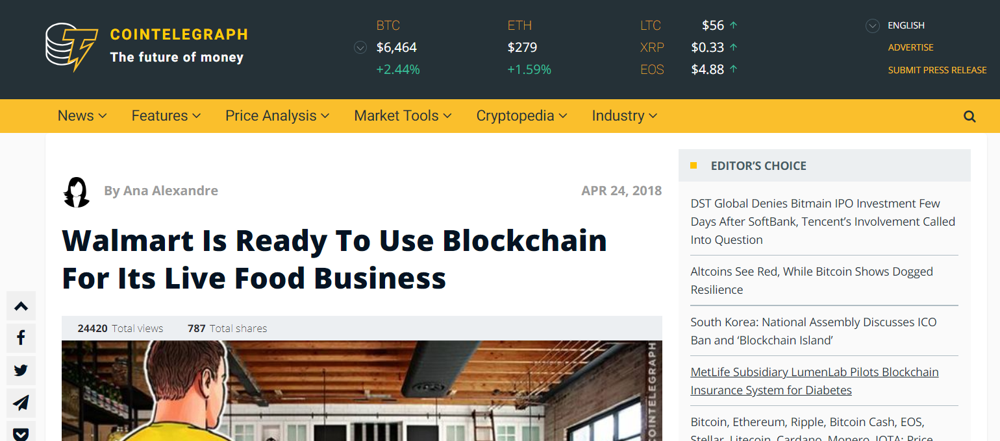 COINTELEGRAPH
The future of money
BTC
$6,464
+2.44%
ETH
$279
+1.59%
LTC $56
XRP $0.33
EOS $4.88
ENGLISH
ADVERTISE
SUBMIT PRESS RELEASE
News Features Price Analysis Market Tools Cryptopedia Industry
By Ana Alexandre APR 24, 2018
Walmart Is Ready To Use Blockchain
For Its Live Food Business
24420 Total views 787 Total shares
COINTELEGRAPH
EDITOR’S CHOICE
DST Global Denies Bitmain IPO Investment Few
Days After SoftBank, Tencent’s Involvement Called
Into Question
Altcoins See Red, While Bitcoin Shows Dogged
Resilience
South Korea: National Assembly Discusses ICO
Ban and ‘Blockchain Island’
MetLife Subsidiary LumenLab Pilots Blockchain
Insurance System for Diabetes
Bitcoin, Ethereum, Ripple, Bitcoin Cash, EOS,
Stellar, Litecoin, Cardano, Monero, IOTA: Price